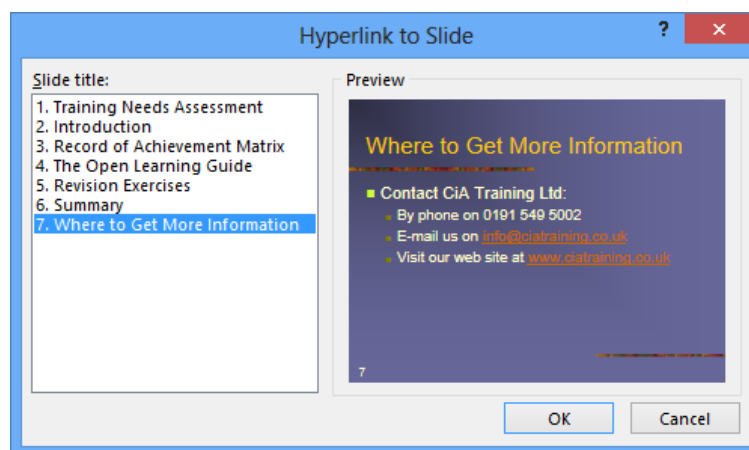 Hyperlink to Slide
?
×
Slide title:
1. Training Needs Assessment
2. Introduction
3. Record of Achievement Matrix
4. The Open Learning Guide
5. Revision Exercises
6. Summary
7. Where to Get More Information
Preview
Where to Get More Information
Contact CiA Training Ltd:
By phone on 0191 549 5002
E-mail us on info@ciatraining.co.uk
Visit our web site at www.ciatraining.co.uk
7
OK
Cancel